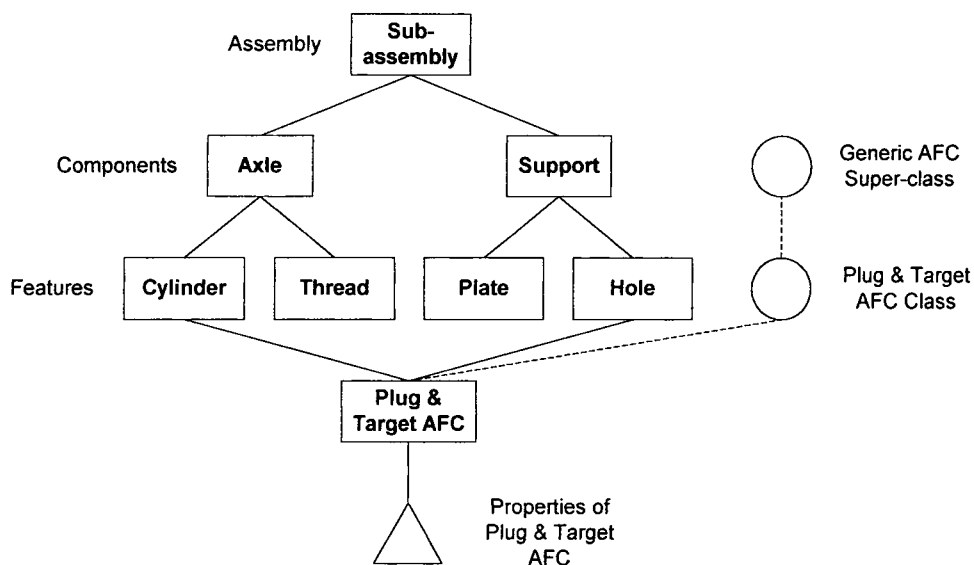 Assembly
Sub-
assembly
Components
Axle
Support
Generic AFC
Super-class
Features
Cylinder
Thread
Plate
Hole
Plug & Target
AFC Class
Plug &
Target AFC
Properties of
Plug & Target
AFC